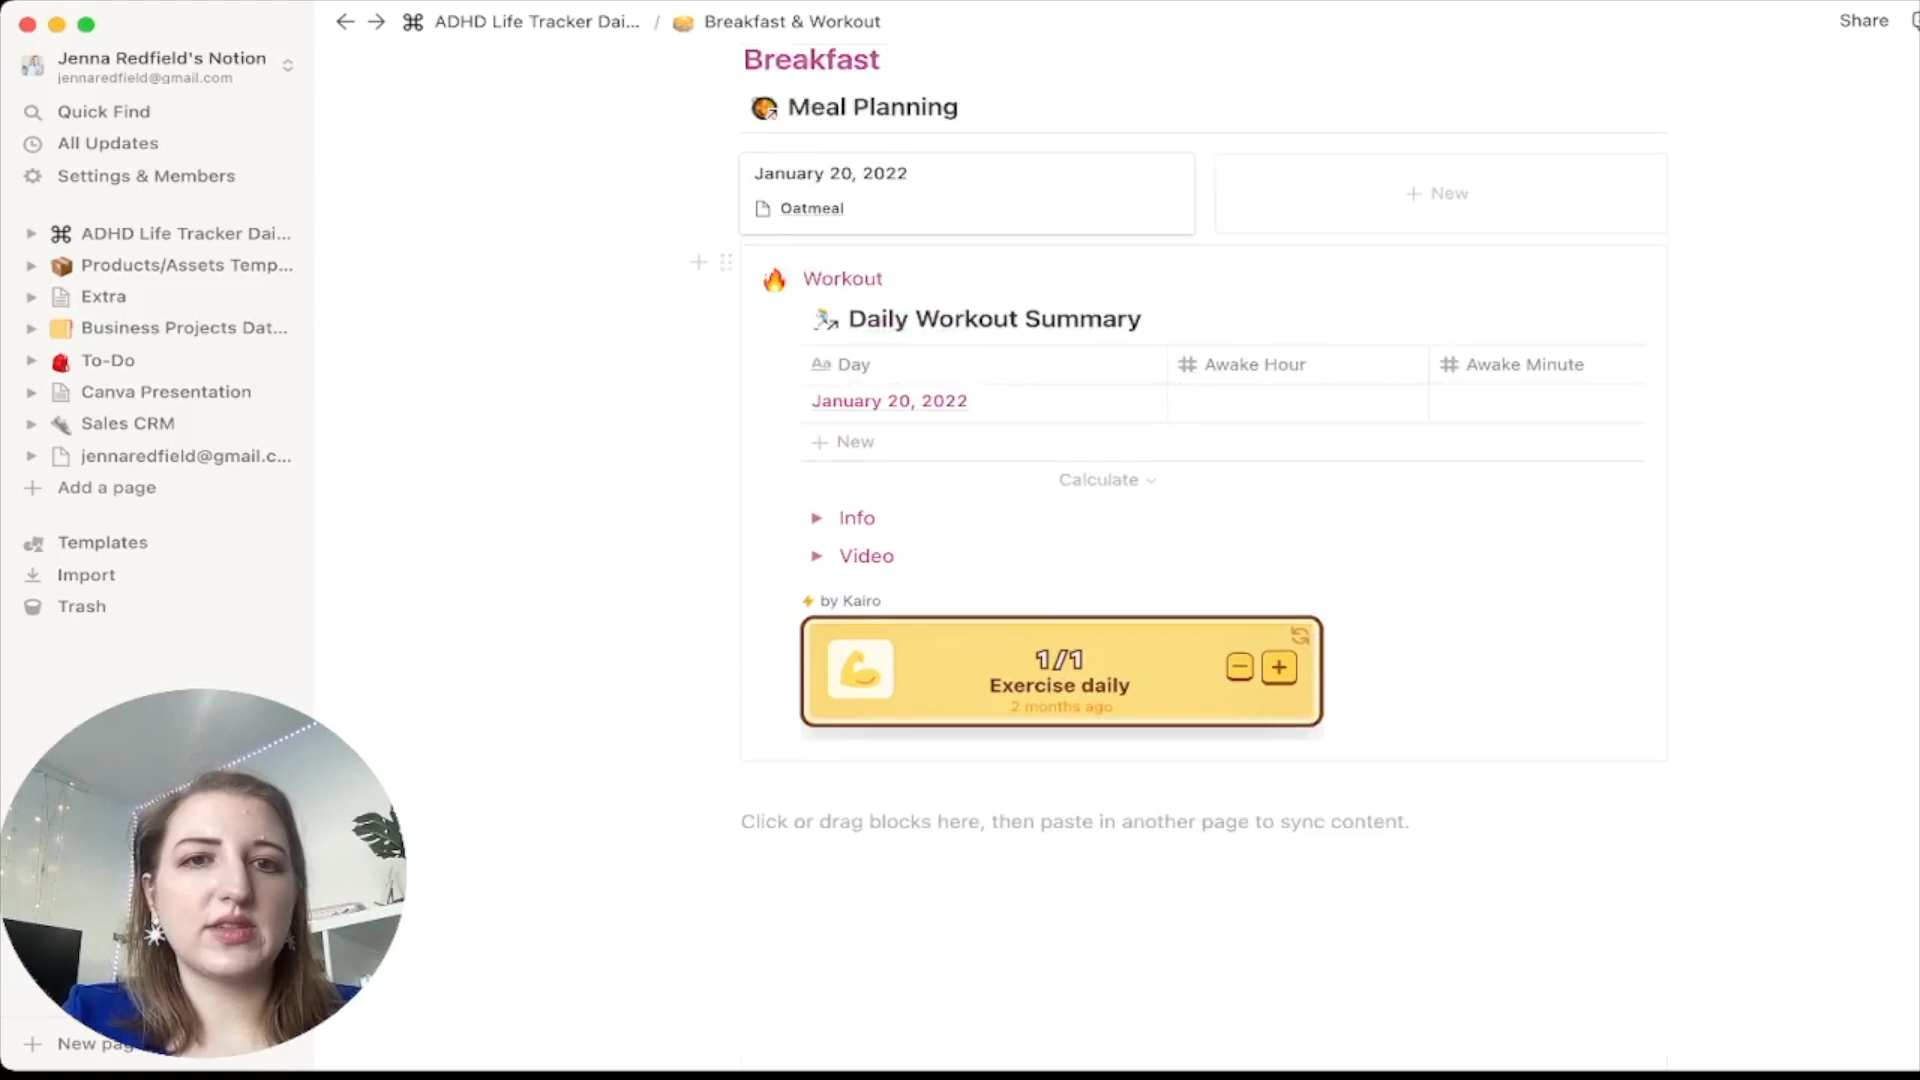 ADHD Life Tracker Dai... / Breakfast & Workout
Share
Jenna Redfield's Notion
jennaredfield@gmail.com
Quick Find
All Updates
Settings & Members
ADHD Life Tracker Dai...
Products/Assets Temp...
Extra
Business Projects Dat...
To-Do
Canva Presentation
Sales CRM
jennaredfield@gmail.c...
Add a page
Templates
Import
Trash
New pag
Breakfast
Meal Planning
January 20, 2022
Oatmeal
+ New
Workout
Daily Workout Summary
Aa Day # Awake Hour # Awake Minute
January 20, 2022
+ New
Calculate
Info
Video
by Kairo
1/1
Exercise daily
2 months ago
Click or drag blocks here, then paste in another page to sync content.